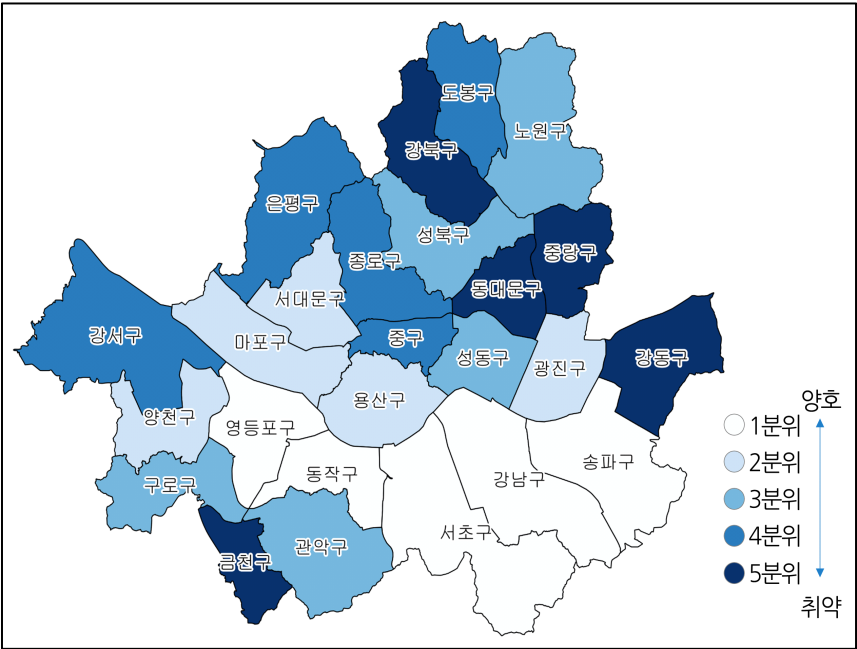 도봉구
노원구
강북구
은평구
성북구
중랑구
종로구
동대문구
서대문구
강서구
마포구
중구
성동구
광진구
강동구
양천구
용산구
영등포구
구로구
동작구
강남구
송파구
서초구
관악구
금천구
양호
1분위
2분위
3분위
4분위
5분위
취약